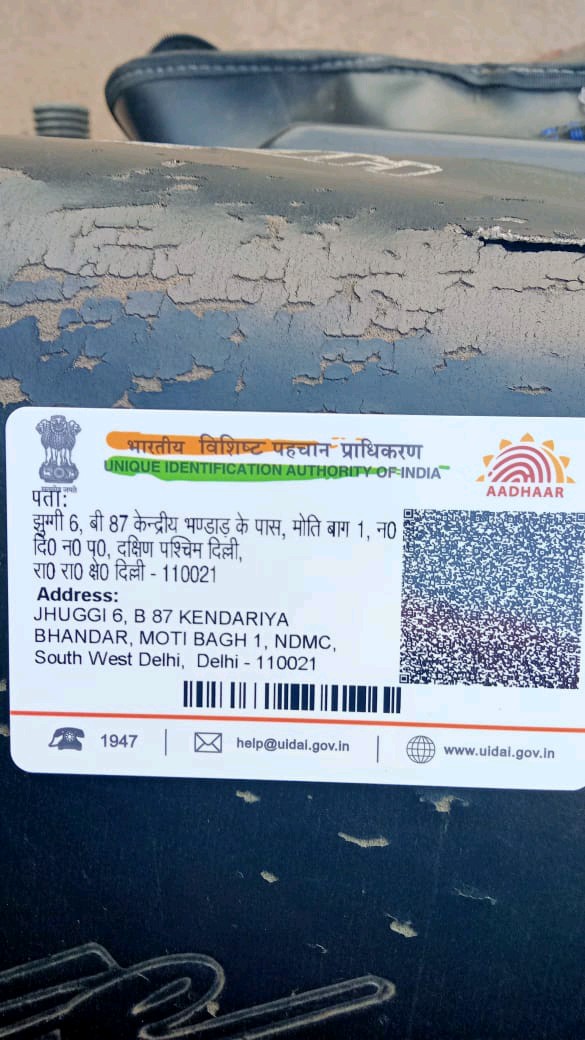 भारतीय विशिष्ट पहचान प्राधिकरण
UNIQUE IDENTIFICATION AUTHORITY OF INDIA
AADHAAR
पता:
झुग्गी 6, बी 87 केन्द्रीय भण्डाड़ के पास, मोति बाग 1, न0
दि0 न0 प0, दक्षिण पश्चिम दिल्ली,
रा0 रा0 क्षे0 दिल्ली - 110021
Address:
JHUGGI 6, B 87 KENDARIYA
BHANDAR, MOTI BAGH 1, NDMC,
South West Delhi, Delhi - 110021
1947
help@uidai.gov.in
www.uidai.gov.in